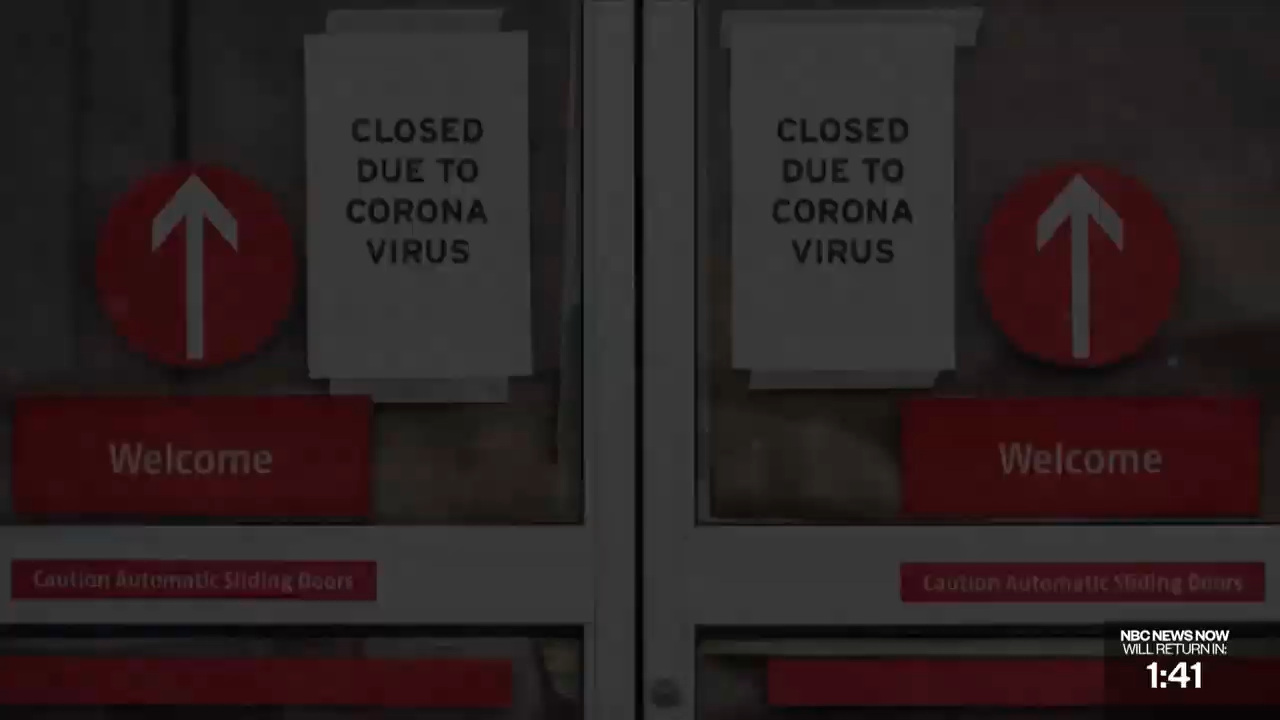 CLOSED
DUE TO
CORONA
VIRUS
CLOSED
DUE TO
CORONA
VIRUS
Welcome
Welcome
Caution Automatic Sliding Doors
Caution Automatic Sliding Doors
NBC NEWS NOW
WILL RETURN IN:
1:41